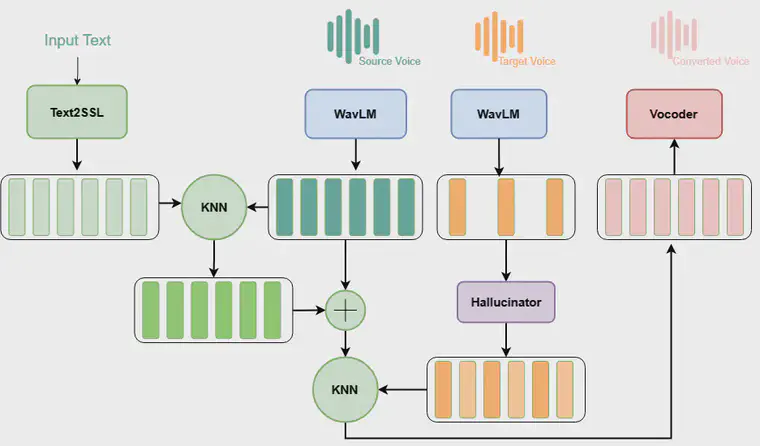 Input Text
Source Voice
Target Voice
Converted Voice
Text2SSL
WavLM
WavLM
Vocoder
KNN
Hallucinator
KNN